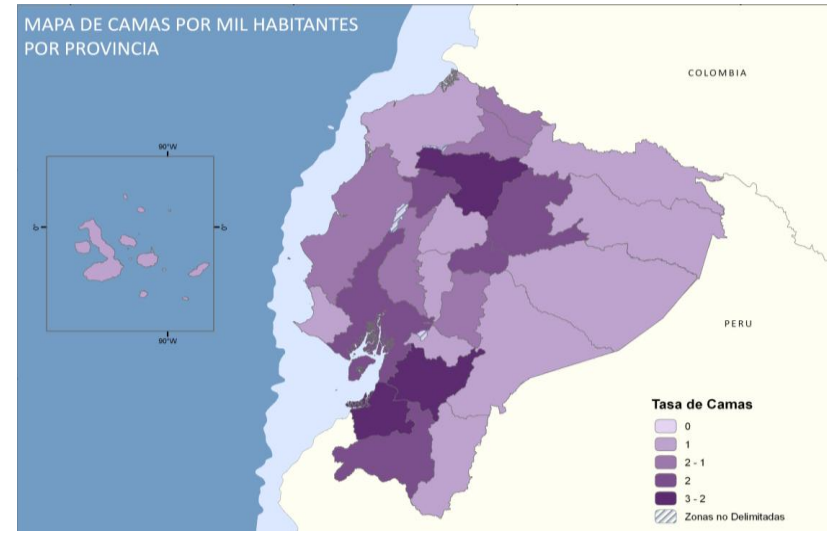 MAPA DE CAMAS POR MIL HABITANTES
POR PROVINCIA
COLOMBIA
90°W
0°
0°
90°W
PERU
Tasa de Camas
0
1
2 - 1
2
3 - 2
Zonas no Delimitadas